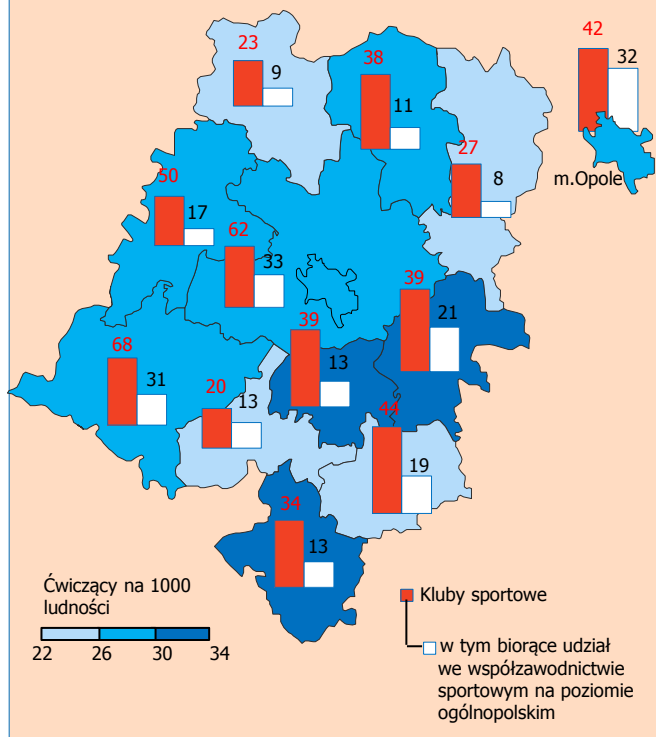 42
32
m.Opole
23
9
38
11
27
8
50
17
62
33
39
21
39
13
68
31
20
13
44
19
34
13
Ćwiczący na 1000
ludności
22 26 30 34
Kluby sportowe
w tym biorące udział
we współzawodnictwie
sportowym na poziomie
ogólnopolskim